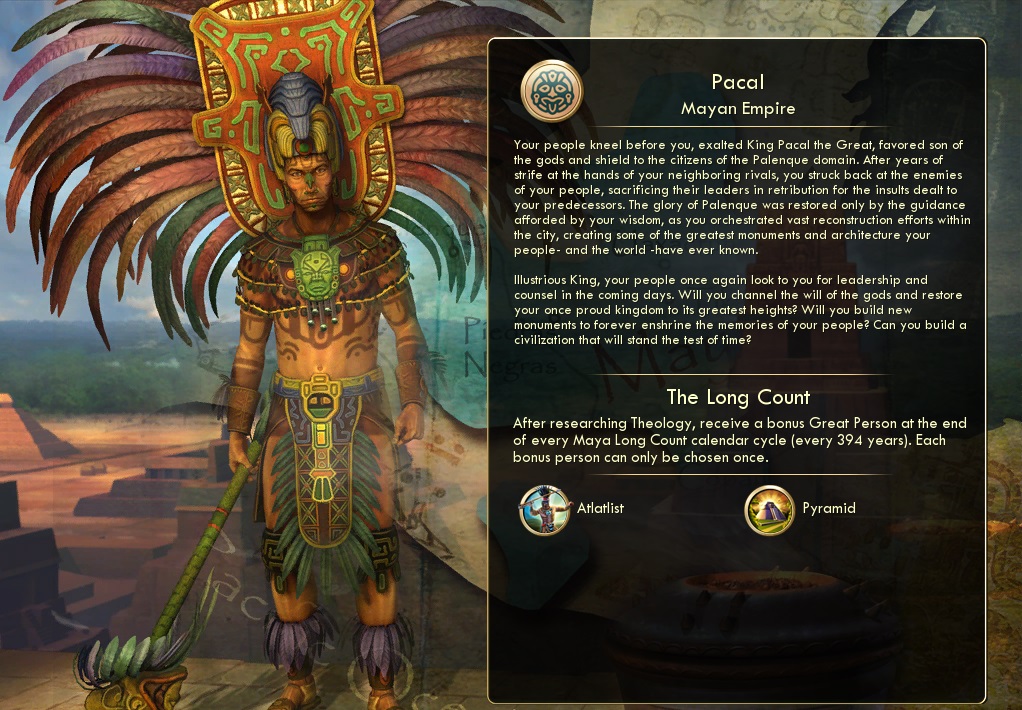 Pacal
Mayan Empire
Your people kneel before you, exalted King Pacal the Great, favored son of
the gods and shield to the citizens of the Palenque domain. After years of
strife at the hands of your neighboring rivals, you struck back at the enemies
of your people, sacrificing their leaders in retribution for the insults dealt to
your predecessors. The glory of Palenque was restored only by the guidance
afforded by your wisdom, as you orchestrated vast reconstruction efforts within
the city, creating some of the greatest monuments and architecture your
people- and the world -have ever known.
Illustrious King, your people once again look to you for leadership and
counsel in the coming days. Will you channel the will of the gods and restore
your once proud kingdom to its greatest heights? Will you build new
monuments to forever enshrine the memories of your people? Can you build a
civilization that will stand the test of time?
Negras
The Long Count
After researching Theology, receive a bonus Great Person at the end
of every Maya Long Count calendar cycle (every 394 years). Each
bonus person can only be chosen once.
Atlatlist
Pyramid